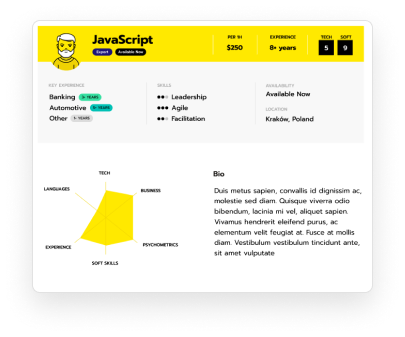 JavaScript
Expert Available Now
PER 1H
$250
EXPERIENCE
8+ years
TECH SOFT
5 9
KEY EXPERIENCE
Banking
YEARS
Automotive
YEARS
Other
YEARS
SKILLS
Leadership
Agile
Facilitation
AVAILABILITY
Available Now
LOCATION
Kraków, Poland
TECH
LANGUAGES
BUSINESS
EXPERIENCE
PSYCHOMETRICS
SOFT SKILLS
Bio
Duis metus sapien, convallis id dignissim ac,
molestie sed diam. Quisque viverra odio
bibendum, lacinia mi vel, aliquet sapien.
Vivamus hendrerit eleifend purus, ac
elementum velit feugiat at. Fusce at mollis
diam. Vestibulum vestibulum tincidunt ante,
sit amet vulputate